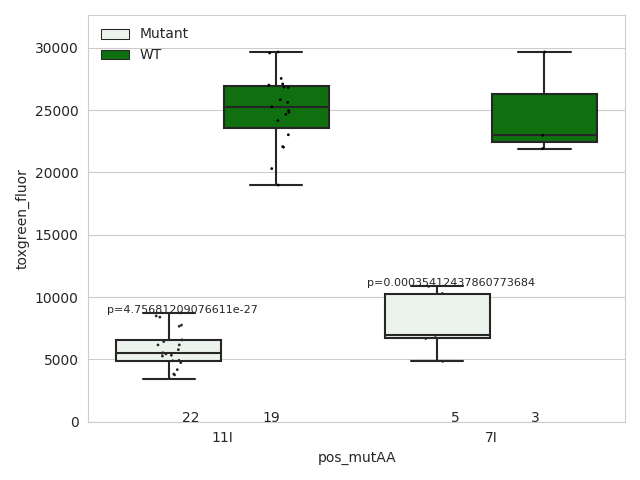 Mutant
WT
30000
25000
20000
15000
10000
5000
0
toxgreen_fluor
p=4.75681209076611e-27
p=0.00035412437860773684
22 19 5 3
11I 7I
pos_mutAA